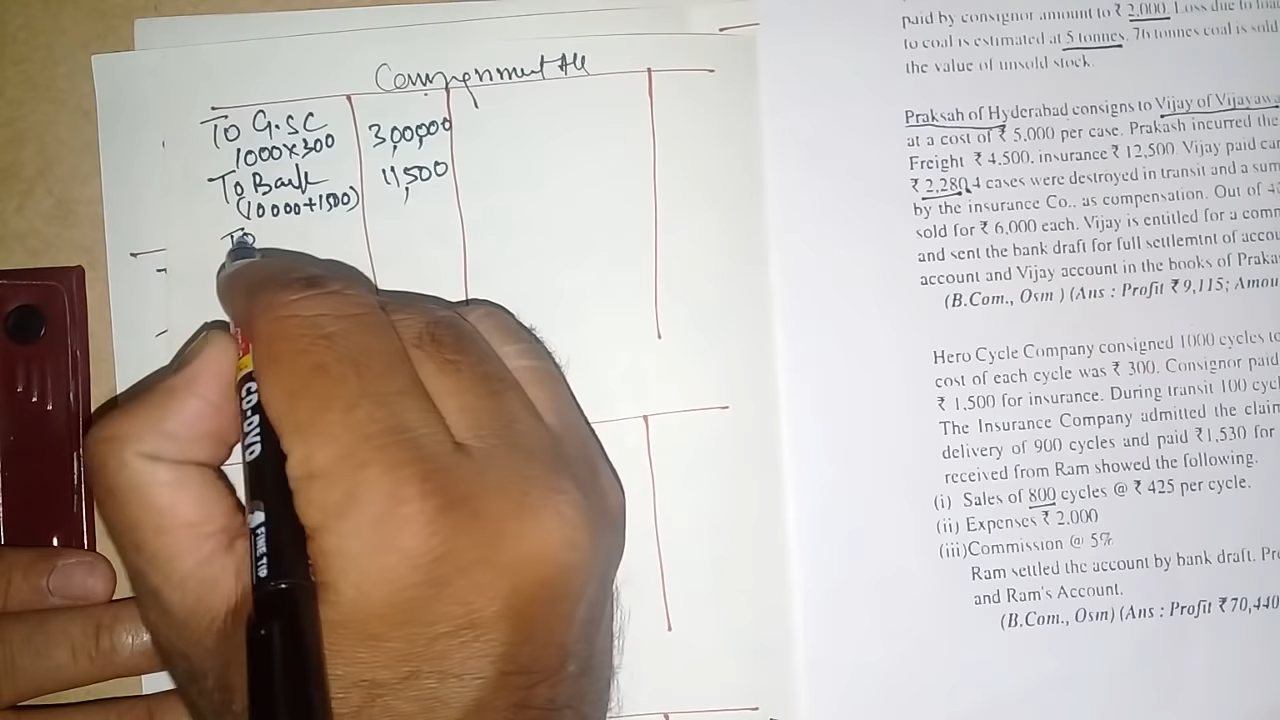 Consignment A/c
To G.SC
1000×300
3,00,000
To Bank
(10000+1500)
11,500
To
CD-DVD
FINE TIP
paid by consignor amount to ₹ 2,000. Loss due to
to coal is estimated at 5 tonnes. 76 tonnes coal is sold
the value of unsold stock.
Praksah of Hyderabad consigns to Vijay of Vijayawa
at a cost of ₹ 5,000 per case. Prakash incurred the
Freight ₹ 4,500, insurance ₹ 12,500. Vijay paid
₹ 2,280. 4 cases were destroyed in transit and a sum
by the insurance Co., as compensation. Out of
sold for ₹ 6,000 each. Vijay is entitled for a comm
and sent the bank draft for full settlemtnt of accou
account and Vijay account in the books of Praka
(B.Com., Osm ) (Ans : Profit ₹ 9,115; Amou
Hero Cycle Company consigned 1000 cycles to
cost of each cycle was ₹ 300. Consignor paid
₹ 1,500 for insurance. During transit 100 cycl
The Insurance Company admitted the claim
delivery of 900 cycles and paid ₹1,530 for
received from Ram showed the following.
(i) Sales of 800 cycles @ ₹ 425 per cycle.
(ii) Expenses ₹ 2.000
(iii)Commission @ 5%
Ram settled the account by bank draft. Pr
and Ram's Account.
(B.Com., Osm) (Ans : Profit ₹ 70,440